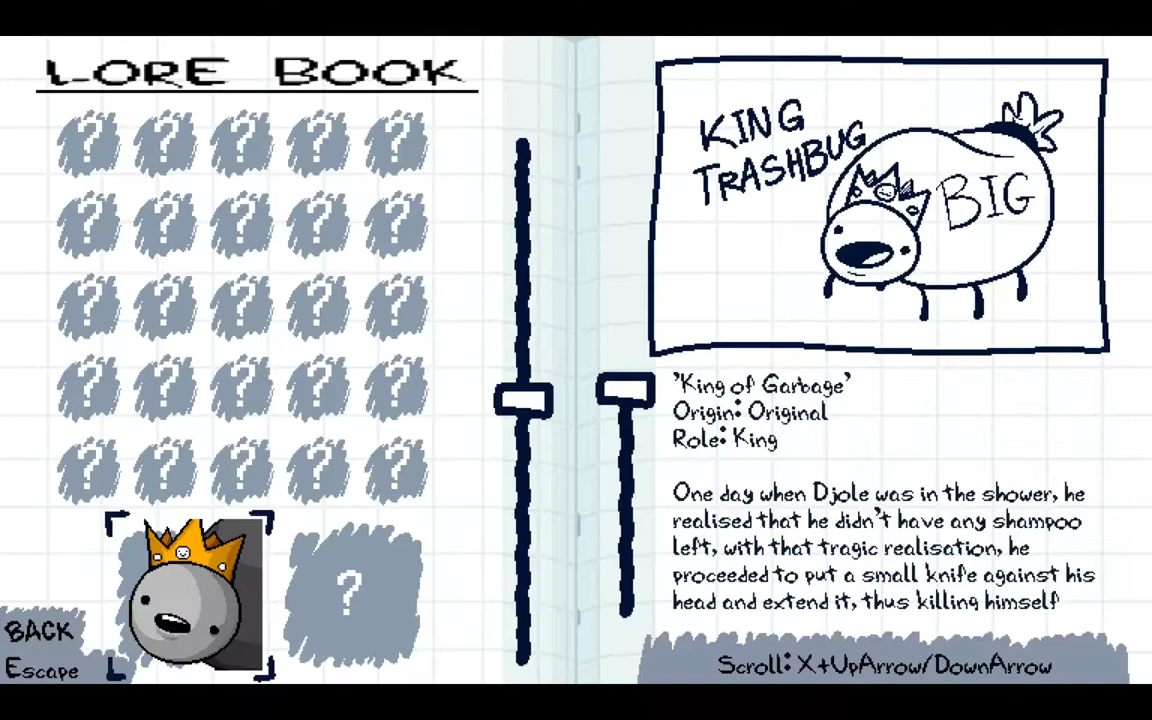 LORE BOOK
? ? ? ? ?
? ? ? ? ?
? ? ? ? ?
? ? ? ? ?
? ? ? ? ?
?
BACK
Escape
KING
TRASHBUG
BIG
'King of Garbage'
Origin: Original
Role: King
One day when Djole was in the shower, he
realised that he didn't have any shampoo
left, with that tragic realisation, he
proceeded to put a small knife against his
head and extend it, thus killing himself
Scroll: X+UpArrow/DownArrow